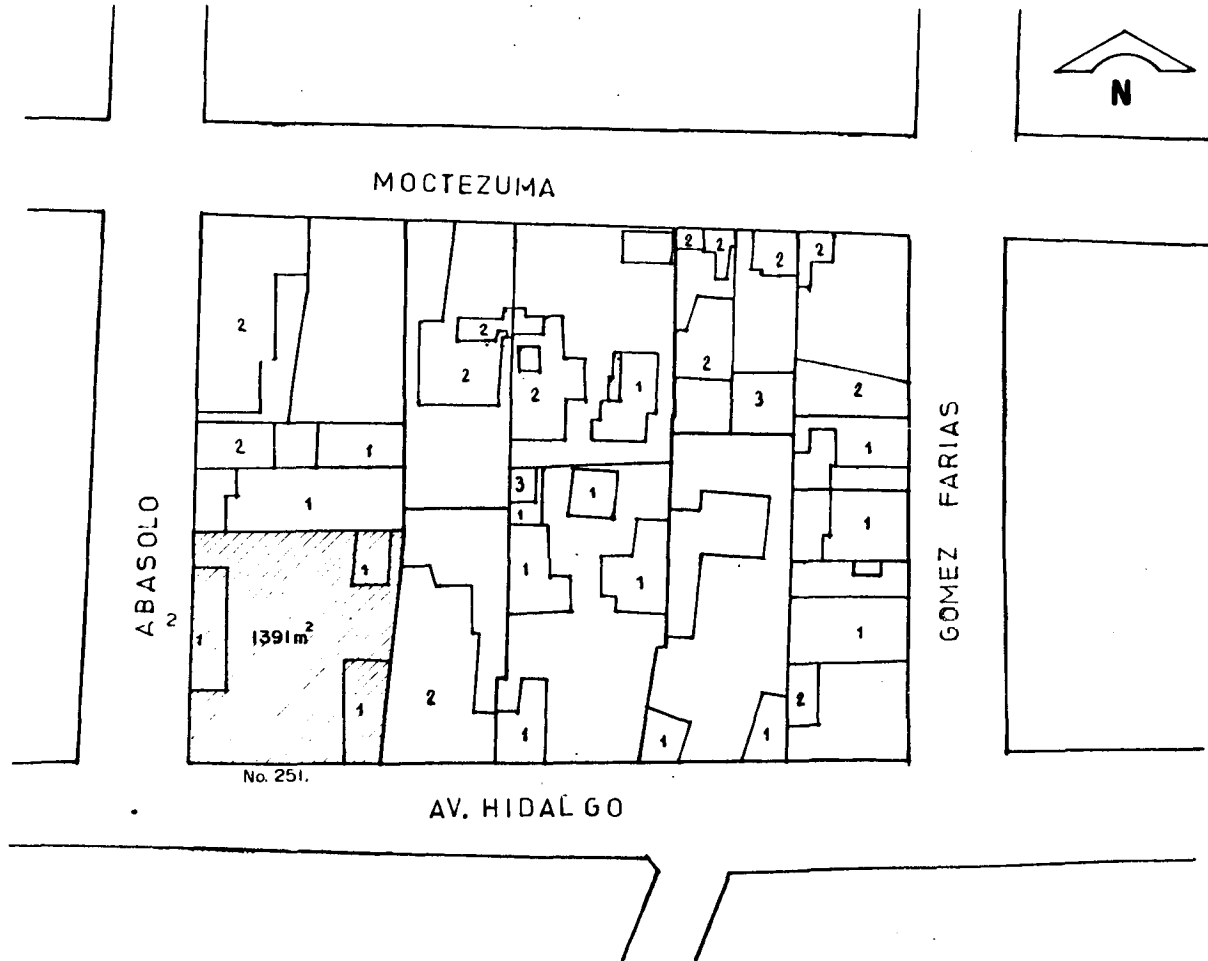 N
MOCTEZUMA
2 2 2 2
2
2
2
2 1 2 3 2
2 1 1
3 1
1 1 1
1 1 1
ABASOLO
2
1 1391m² 1
GOMEZ FARIAS
1 2 2
1 1 1
No. 251.
AV. HIDALGO